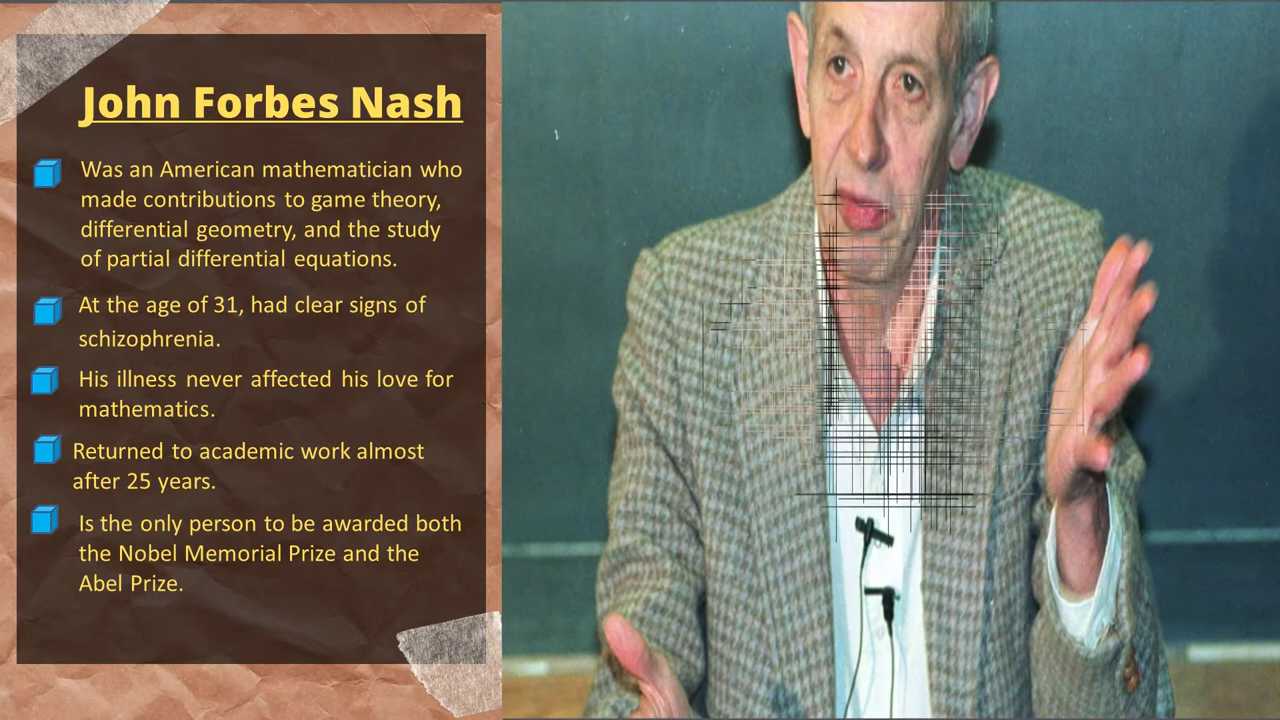 John Forbes Nash
Was an American mathematician who
made contributions to game theory,
differential geometry, and the study
of partial differential equations.
At the age of 31, had clear signs of
schizophrenia.
His illness never affected his love for
mathematics.
Returned to academic work almost
after 25 years.
Is the only person to be awarded both
the Nobel Memorial Prize and the
Abel Prize.